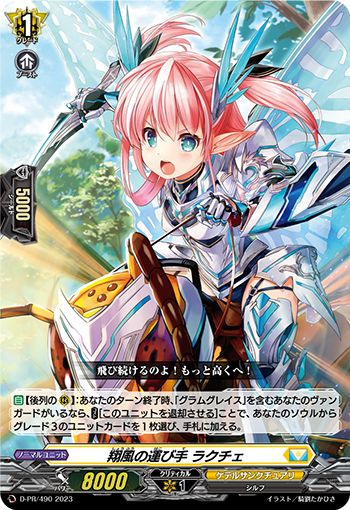 1
グレード
ブースト
5000
シールド
飛び続けるのよ！もっと高くへ！
自【後列のR】：あなたのターン終了時、「グラムグレイス」を含むあなたのヴァン
ガードがいるなら、【このユニットを退却させる】ことで、あなたのソウルから
グレード３のユニットカードを１枚選び、手札に加える。
ノーマルユニット
翔風の運び手 ラクチェ
パワー
8000
クリティカル
1
ケテルサンクチュアリ
シルフ
D-PR/490 2023
イラスト／騎劉たかひさ